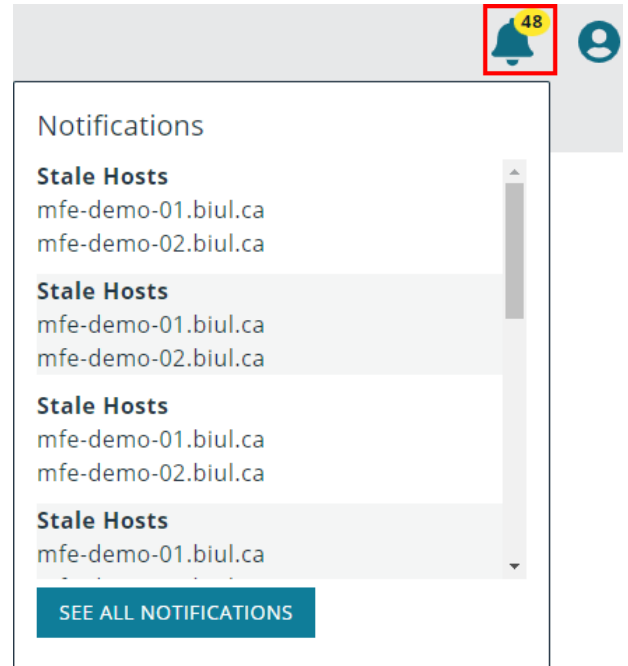 48
Notifications
Stale Hosts
mfe-demo-01.biul.ca
mfe-demo-02.biul.ca
Stale Hosts
mfe-demo-01.biul.ca
mfe-demo-02.biul.ca
Stale Hosts
mfe-demo-01.biul.ca
mfe-demo-02.biul.ca
Stale Hosts
mfe-demo-01.biul.ca
SEE ALL NOTIFICATIONS